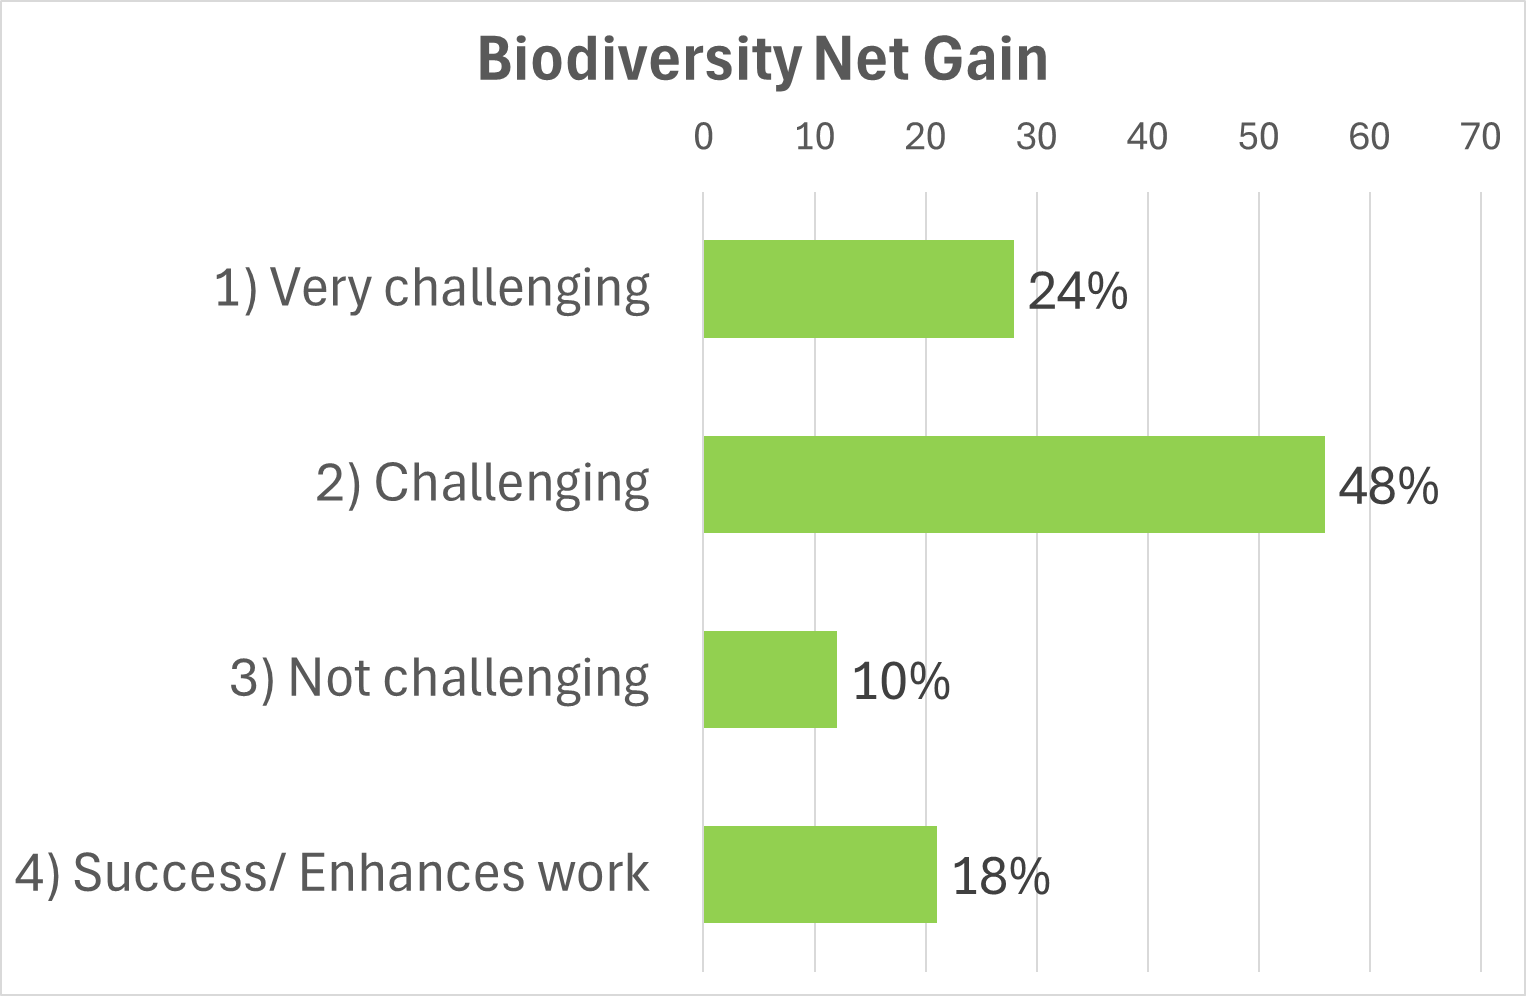 Biodiversity Net Gain
0 10 20 30 40 50 60 70
1) Very challenging 24%
2) Challenging 48%
3) Not challenging 10%
4) Success/ Enhances work 18%